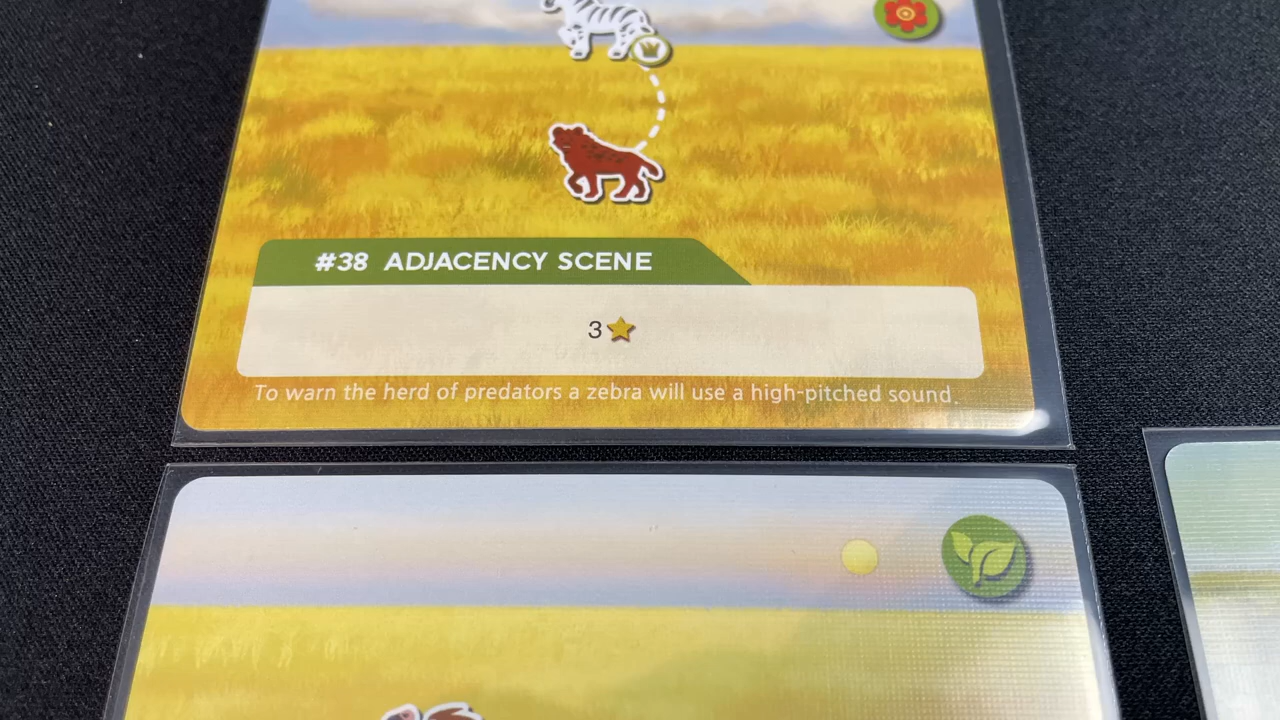 #38 ADJACENCY SCENE
3
To warn the herd of predators a zebra will use a high-pitched sound.